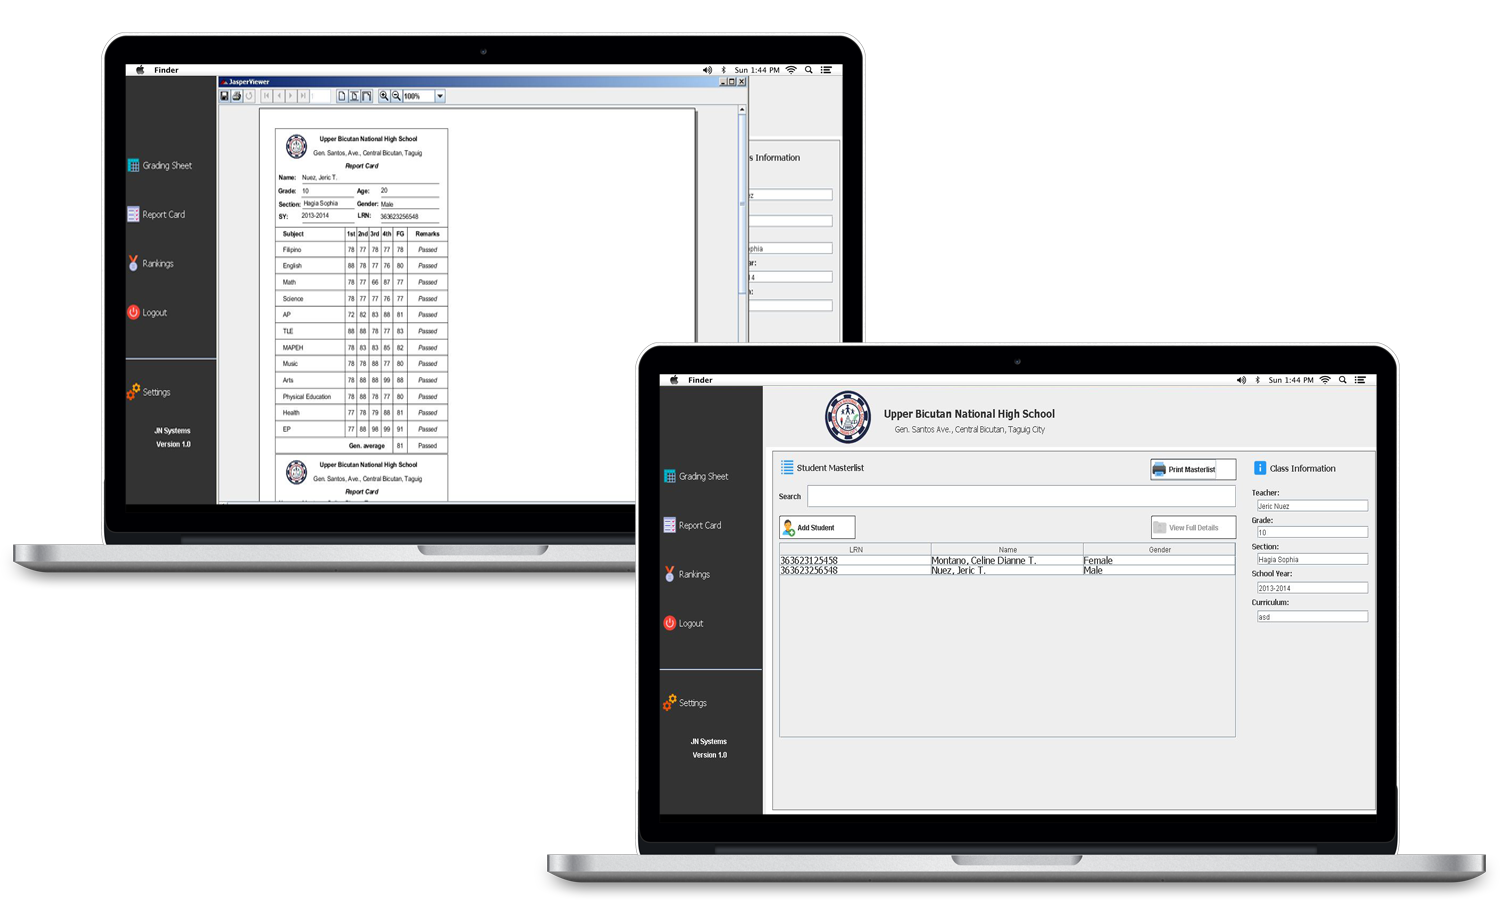 Finder
Sun 1:44 PM
JasperViewer
100%
Grading Sheet
Report Card
Rankings
Logout
Settings
JN Systems
Version 1.0
Upper Bicutan National High School
Gen. Santos, Ave., Central Bicutan, Taguig
Report Card
Name: Nuez, Jeric T.
Grade: 10 Age: 20
Section: Hagia Sophia Gender: Male
SY: 2013-2014 LRN: 363623256548
Subject 1st 2nd 3rd 4th FG Remarks
Filipino 78 77 78 77 78 Passed
English 88 78 77 76 80 Passed
Math 78 77 66 87 77 Passed
Science 78 77 77 76 77 Passed
AP 72 82 83 88 81 Passed
TLE 88 88 78 77 83 Passed
MAPEH 78 83 83 85 82 Passed
Music 78 78 88 77 80 Passed
Arts 78 88 88 99 88 Passed
Physical Education 78 88 78 77 80 Passed
Health 77 78 79 88 81 Passed
EP 77 88 98 99 91 Passed
Gen. average 81 Passed
Upper Bicutan National High School
Gen. Santos, Ave., Central Bicutan, Taguig
Report Card
s Information
ez
phia
ar:
14
Finder
Sun 1:44 PM
Grading Sheet
Report Card
Rankings
Logout
Settings
JN Systems
Version 1.0
Upper Bicutan National High School
Gen. Santos Ave., Central Bicutan, Taguig City
Student Masterlist
Print Masterlist
Search
Add Student
View Full Details
LRN Name Gender
363623125458 Montano, Celine Dianne T. Female
363623256548 Nuez, Jeric T. Male
Class Information
Teacher:
Jeric Nuez
Grade:
10
Section:
Hagia Sophia
School Year:
2013-2014
Curriculum:
asd